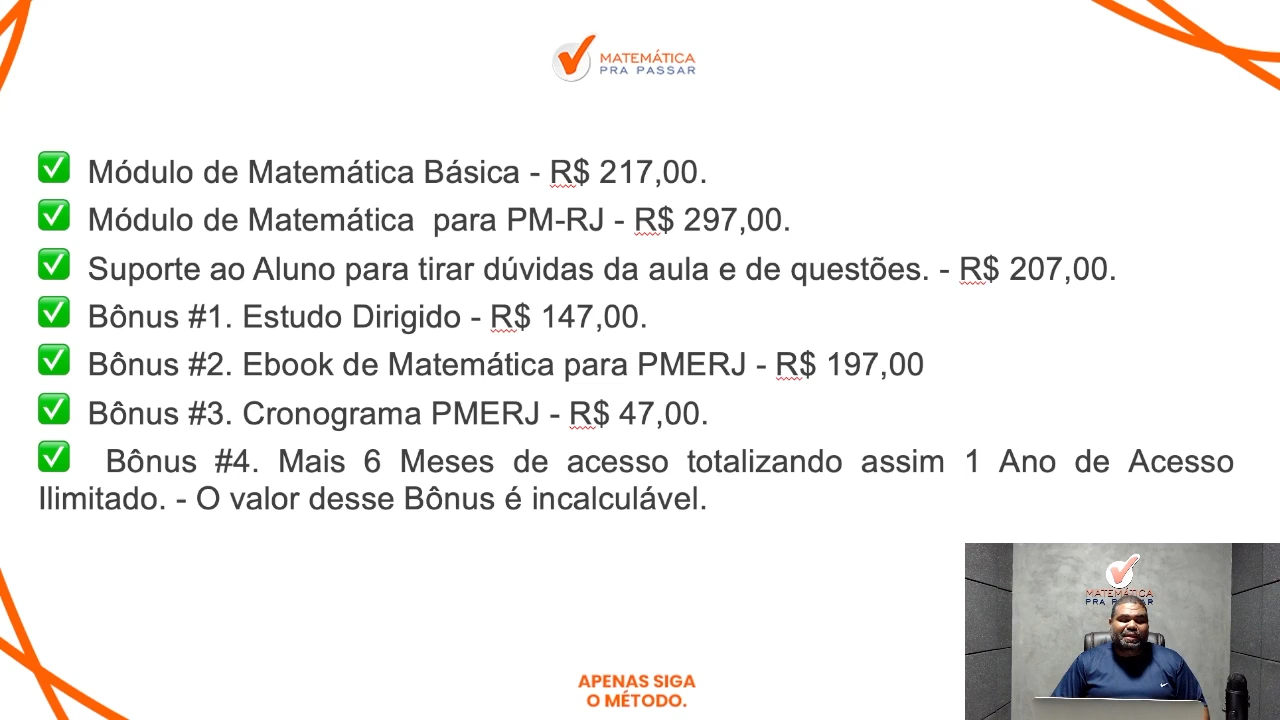 MATEMÁTICA
PRA PASSAR
✅ Módulo de Matemática Básica - R$ 217,00.
✅ Módulo de Matemática para PM-RJ - R$ 297,00.
✅ Suporte ao Aluno para tirar dúvidas da aula e de questões. - R$ 207,00.
✅ Bônus #1. Estudo Dirigido - R$ 147,00.
✅ Bônus #2. Ebook de Matemática para PMERJ - R$ 197,00
✅ Bônus #3. Cronograma PMERJ - R$ 47,00.
✅ Bônus #4. Mais 6 Meses de acesso totalizando assim 1 Ano de Acesso
Ilimitado. - O valor desse Bônus é incalculável.
MATEMÁTICA
PRA PASSAR
APENAS SIGA
O MÉTODO.